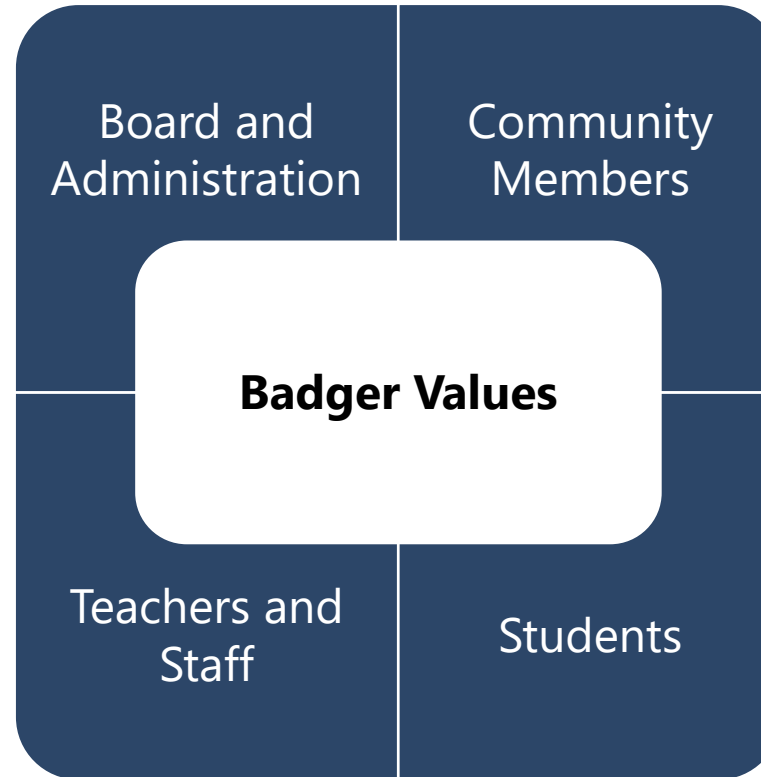 Board and
Administration
Community
Members
Badger Values
Teachers and
Staff
Students